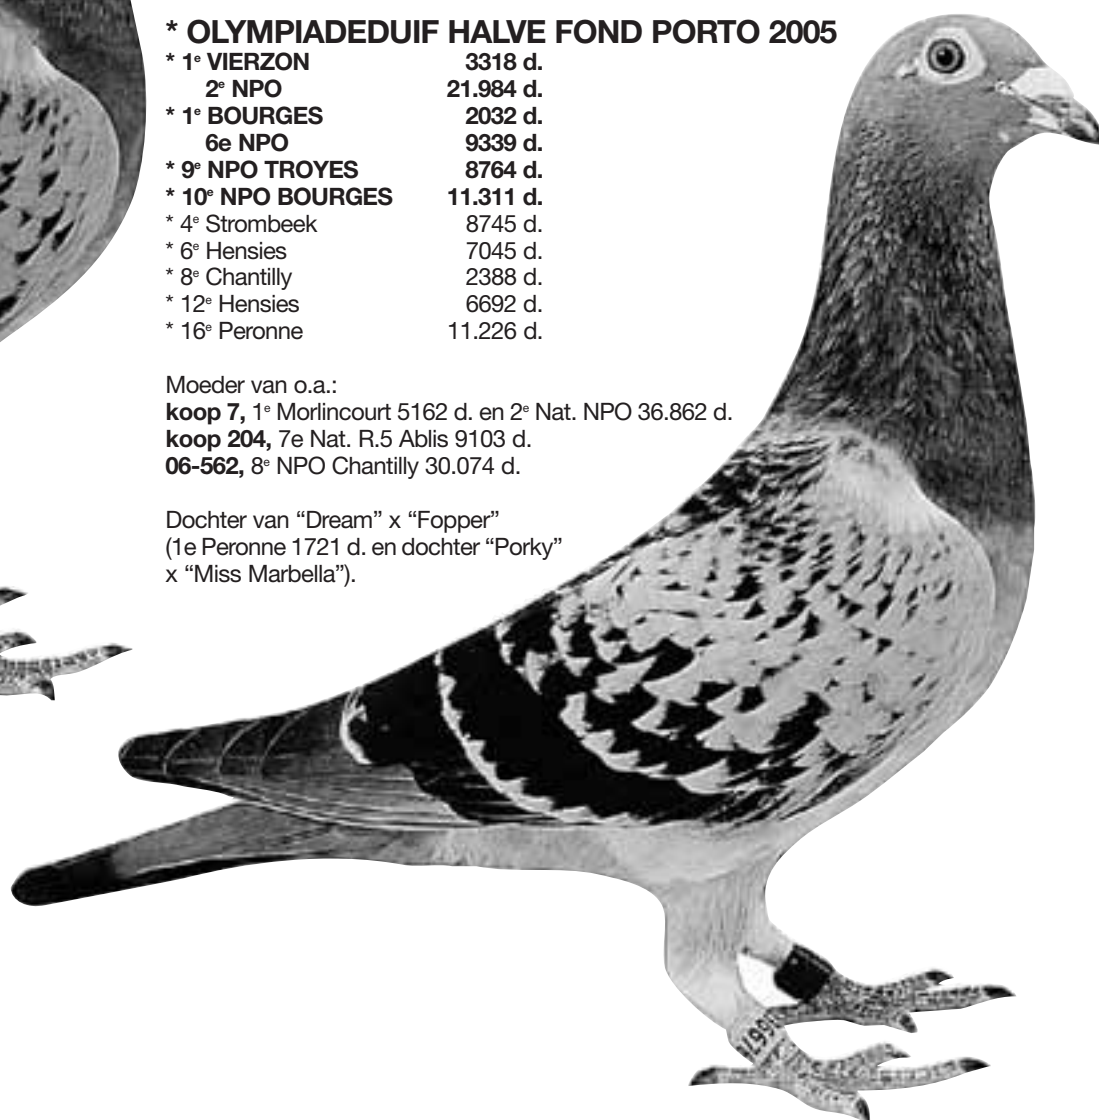 * OLYMPIADEDUIF HALVE FOND PORTO 2005
* 1e VIERZON 3318 d.
2e NPO 21.984 d.
* 1e BOURGES 2032 d.
6e NPO 9339 d.
* 9e NPO TROYES 8764 d.
* 10e NPO BOURGES 11.311 d.
* 4e Strombeek 8745 d.
* 6e Hensies 7045 d.
* 8e Chantilly 2388 d.
* 12e Hensies 6692 d.
* 16e Peronne 11.226 d.
Moeder van o.a.:
koop 7, 1e Morlincourt 5162 d. en 2e Nat. NPO 36.862 d.
koop 204, 7e Nat. R.5 Ablis 9103 d.
06-562, 8e NPO Chantilly 30.074 d.
Dochter van “Dream” x “Fopper”
(1e Peronne 1721 d. en dochter “Porky”
x “Miss Marbella”).